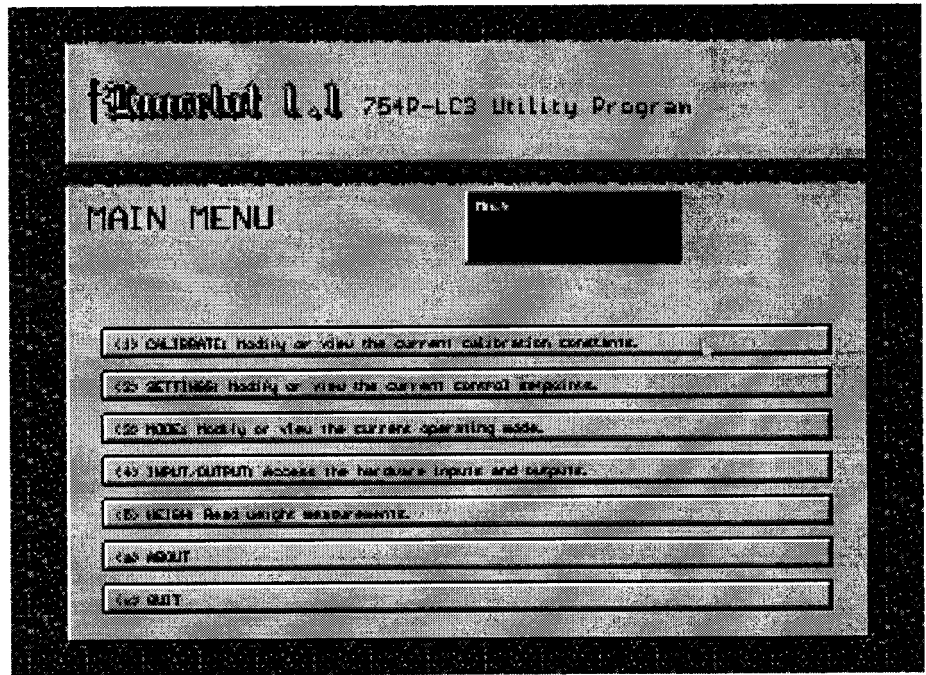 1.1 754P-LC3 Utility Program
MAIN MENU
<1> CALIBRATE: Modify or view the current calibration constants.
<2> SETTINGS: Modify or view the current control setpoints.
<3> MODE: Modify or view the current operating mode.
<4> INPUT/OUTPUT: Access the hardware inputs and outputs.
<5> WEIGH: Read weight measurements.
ABOUT
QUIT